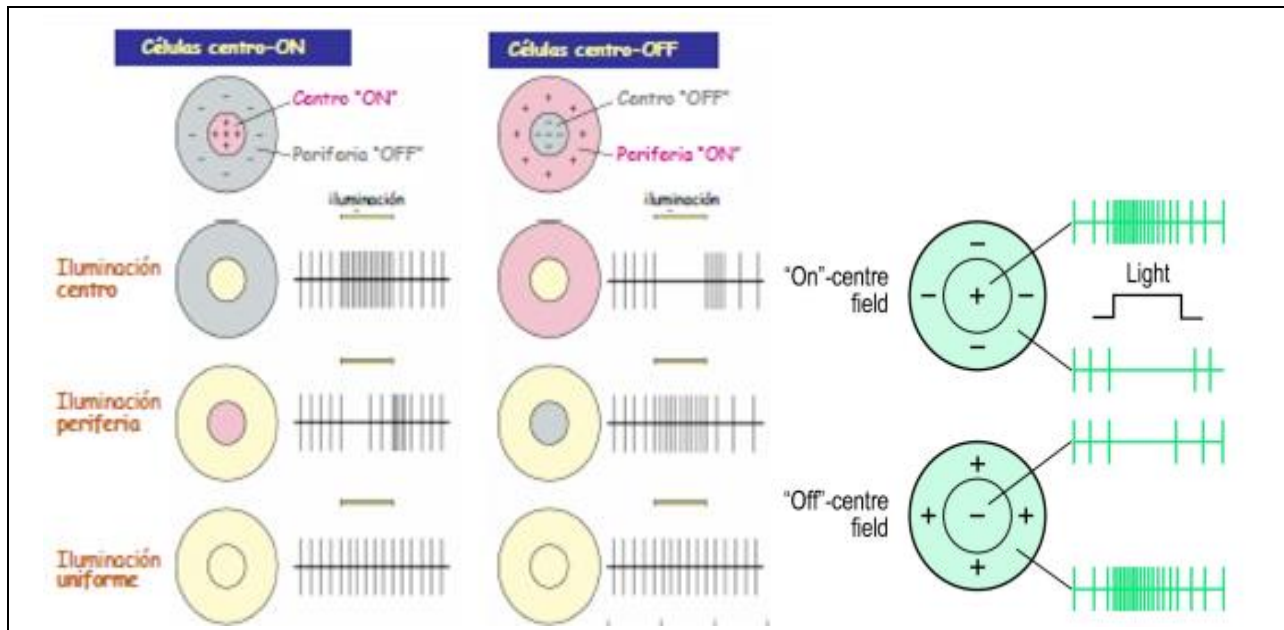 Células centro-ON
Centro "ON"
Periferia "OFF"
iluminación
Células centro-OFF
Centro "OFF"
Periferia "ON"
iluminación
Iluminación
centro
Iluminación
periferia
Iluminación
uniforme
"On"-centre
field
Light
"Off"-centre
field